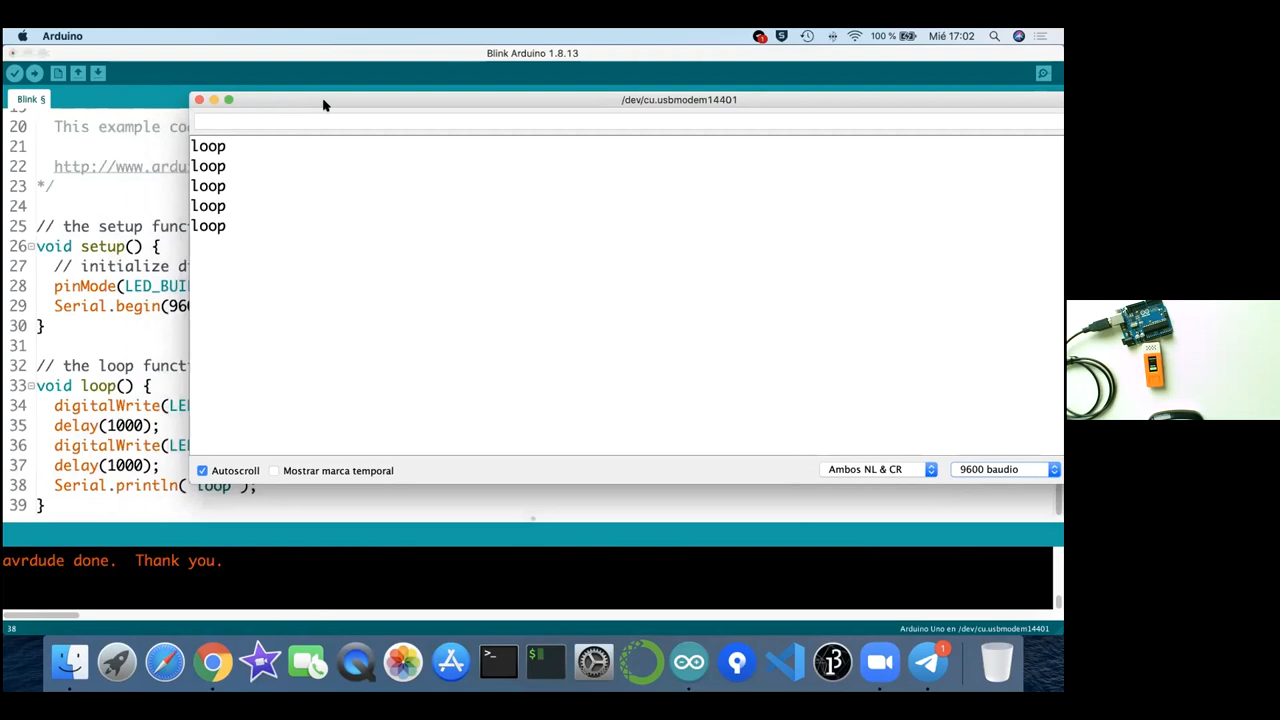 Arduino
100 %
Mié 17:02
Blink Arduino 1.8.13
Blink §
/dev/cu.usbmodem14401
20 This example co
21
22 http://www.ardu
23 */
24
25 // the setup funct
26 void setup() {
27 // initialize d
28 pinMode(LED_BUI
29 Serial.begin(960
30 }
31
32 // the loop funct
33 void loop() {
34 digitalWrite(LE
35 delay(1000);
36 digitalWrite(LE
37 delay(1000);
38 Serial.println("loop");
39 }
loop
loop
loop
loop
loop
Autoscroll
Mostrar marca temporal
Ambos NL & CR
9600 baudio
avrdude done. Thank you.
38
Arduino Uno en /dev/cu.usbmodem14401
1